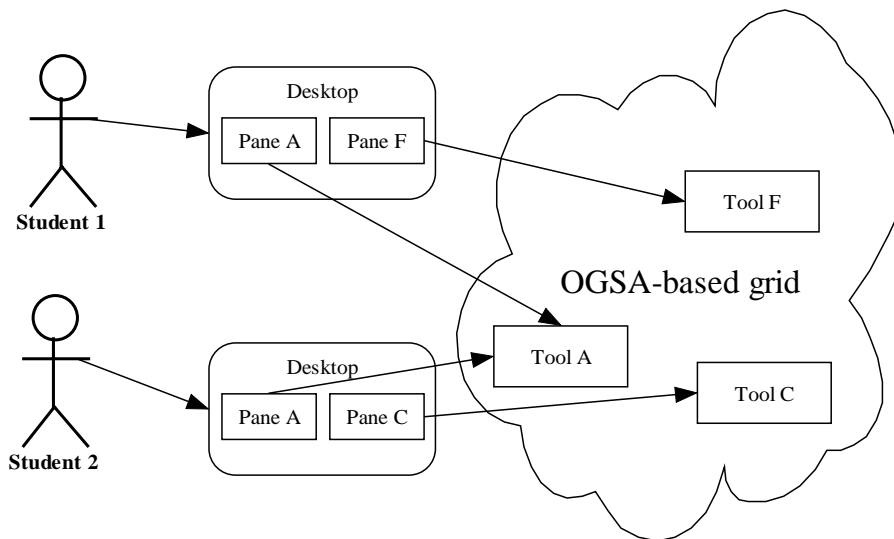 Desktop
Pane A
Pane F
Student 1
Tool F
OGSA-based grid
Tool A
Desktop
Pane A
Pane C
Tool C
Student 2